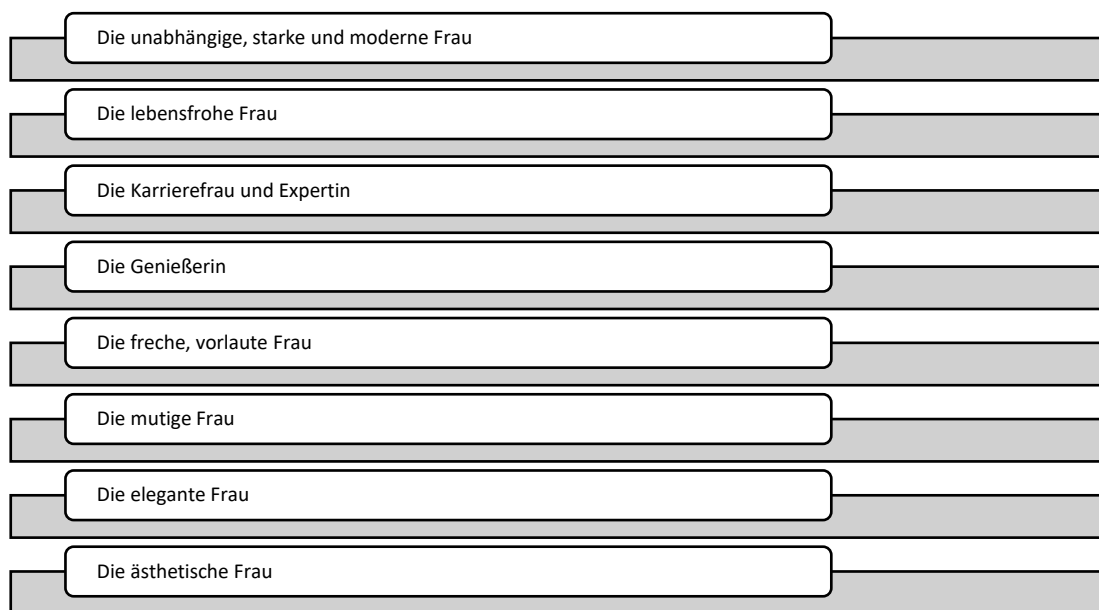 Die unabhängige, starke und moderne Frau
Die lebensfrohe Frau
Die Karrierefrau und Expertin
Die Genießerin
Die freche, vorlaute Frau
Die mutige Frau
Die elegante Frau
Die ästhetische Frau